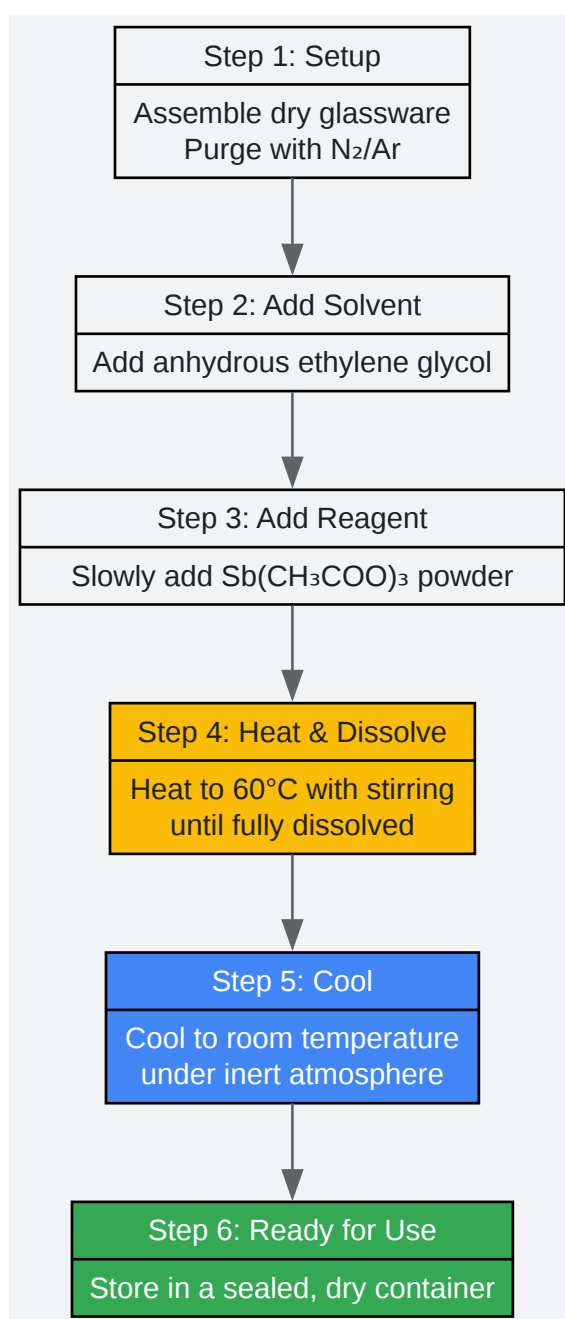 Step 1: Setup
Assemble dry glassware
Purge with N₂/Ar
Step 2: Add Solvent
Add anhydrous ethylene glycol
Step 3: Add Reagent
Slowly add Sb(CH₃COO)₃ powder
Step 4: Heat & Dissolve
Heat to 60°C with stirring
until fully dissolved
Step 5: Cool
Cool to room temperature
under inert atmosphere
Step 6: Ready for Use
Store in a sealed, dry container